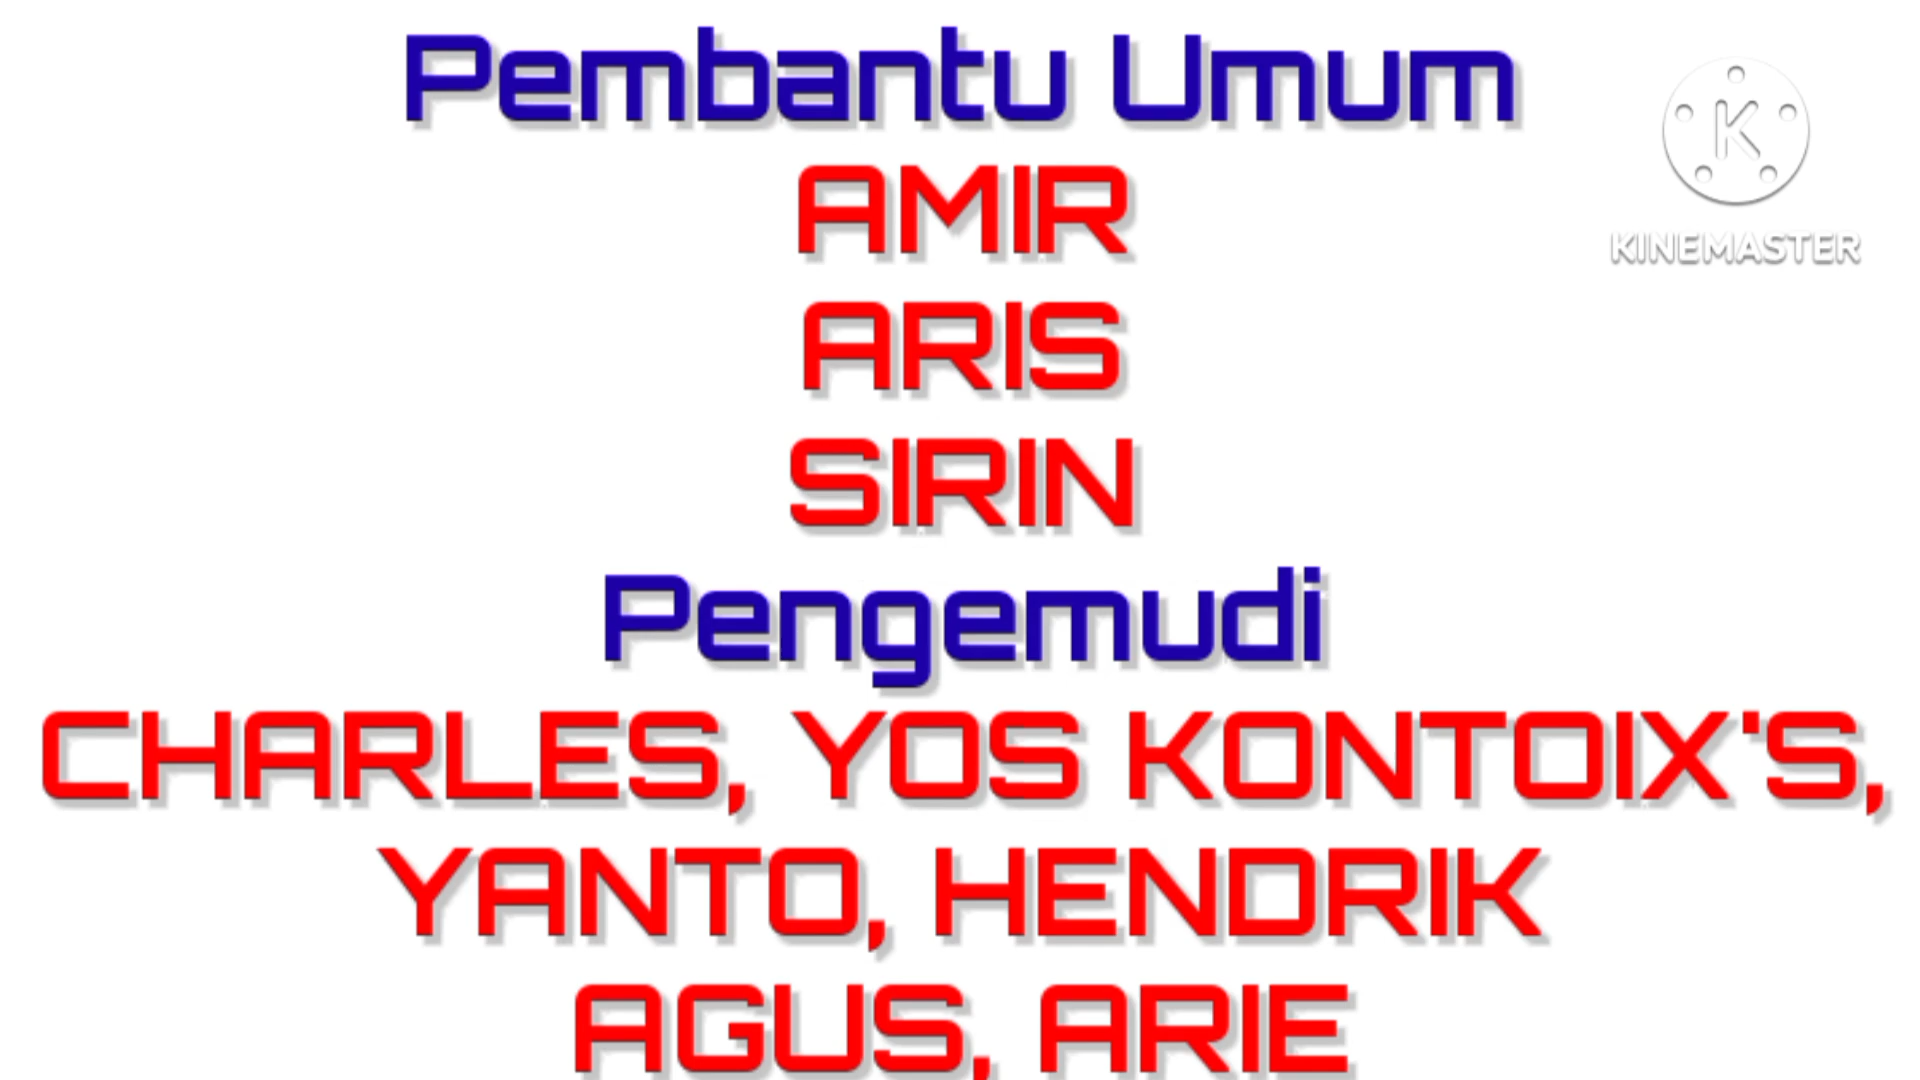 Pembantu Umum
AMIR
KINEMASTER
ARIS
SIRIN
Pengemudi
CHARLES, YOS KONTOIX'S,
YANTO, HENDRIK
AGUS, ARIE